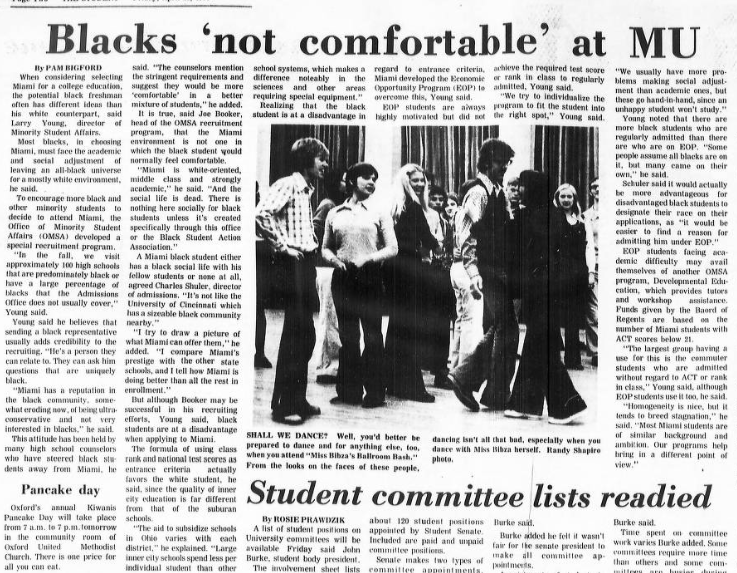 Blacks 'not comfortable' at MU
By PAM BIGFORD
When considering selecting
Miami for a college education,
the potential black freshman
often has different ideas than
his white counterpart, said
Larry Young, director of
Minority Student Affairs.
Most blacks, in choosing
Miami, must face the academic
and social adjustment of
leaving an all-black universe
for a mostly white environment,
he said.
To encourage more black and
other minority students to
decide to attend Miami, the
Office of Minority Student
Affairs (OMSA) developed a
special recruitment program.
"In the fall, we visit
approximately 100 high schools
that are predominately black or
have a large percentage of
blacks that the Admissions
Office does not usually cover,"
Young said.
Young said he believes that
sending a black representative
usually adds credibility to the
recruiting, "He's a person they
can relate to. They can ask him
questions that are uniquely
black.
"Miami has a reputation in
the black community, some-
what eroding now, of being ultra-
conservative and not very
interested in blacks," he said.
This attitude has been held by
many high school counselors
who have steered black stu-
dents away from Miami, he
said. "The counselors mention
the stringent requirements and
suggest they would be more
'comfortable' in a better
mixture of students," he added.
It is true, said Joe Booker,
head of the OMSA recruitment
program, that the Miami
environment is not one in
which the black student would
normally feel comfortable.
"Miami is white-oriented,
middle class and strongly
academic," he said. "And the
social life is dead. There is
nothing here socially for black
students unless it's created
specifically through this office
or the Black Student Action
Association."
A Miami black student either
has a black social life with his
fellow students or none at all,
agreed Charles Shuler, director
of admissions. "It's not like the
University of Cincinnati which
has a sizeable black community
nearby."
"I try to draw a picture of
what Miami can offer them," he
added. "I compare Miami's
prestige with the other state
schools, and I tell how Miami is
doing better than all the rest in
enrollment."
But although Booker may be
successful in his recruiting
efforts, Young said, black
students are at a disadvantage
when applying to Miami.
The formula of using class
rank and national test scores as
entrance criteria actually
favors the white student, he
said, since the quality of inner
city education is far different
from that of the suburan
schools.
"The aid to subsidize schools
in Ohio varies with each
district," he explained. "Large
inner city schools spend less per
individual student than other
school systems, which makes a
difference noteably in the
sciences and other areas
requiring special equipment."
Realizing that the black
student is at a disadvantage in
regard to entrance criteria,
Miami developed the Economic
Opportunity Program (EOP) to
overcome this, Young said.
EOP students are always
highly motivated but did not
achieve the required test score
or rank in class to regularly
admitted, Young said.
"We try to individualize the
program to fit the student into
the right spot," Young said.
"We usually have more pro-
blems making social adjust-
ment than academic ones, but
these go hand-in-hand, since an
unhappy student won't study."
Young noted that there are
more black students who are
regularly admitted than there
are who are on EOP. "Some
people assume all blacks are on
it, but many came on their
own," he said.
Schuler said it would actually
be more advantageous for
disadvantaged black students to
designate their race on their
applications, as "it would be
easier to find a reason for
admitting him under EOP."
EOP students facing aca-
demic difficulty may avail
themselves of another OMSA
program, Developmental Edu-
cation, which provides tutors
and workshop assistance.
Funds given by the Baord of
Regents are based on the
number of Miami students with
ACT scores below 21.
"The largest group having a
use for this is the commuter
students who are admitted
without regard to ACT or rank
in class," Young said, although
EOP students use it too, he said.
"Homogeneity is nice, but it
tends to breed stagnation," he
said. "Most Miami students are
of similar background and
ambition. Our programs help
bring in a different point of
view."
SHALL WE DANCE? Well, you'd better be
prepared to dance and for anything else, too,
when you attend "Miss Bihza's Ballroom Bash."
From the looks on the faces of these people,
dancing isn't all that bad, especially when you
dance with Miss Bihza herself. Randy Shapiro
photo.
Pancake day
Oxford's annual Kiwanis
Pancake Day will take place
from 7 a.m. to 7 p.m. tomorrow
in the community room of
Oxford United Methodist
Church. There is one price for
all you can eat.
Student committee lists readied
By ROSIE PRAWDZIK
A list of student positions on
University committees will be
available Friday said John
Burke, student body president.
The involvement sheet lists
about 120 student positions
appointed by Student Senate.
Included are paid and unpaid
committee positions.
Senate makes two types of
committee appointments,
Burke said.
Burke added he felt it wasn't
fair for the senate president to
make all committee ap-
pointments.
Burke said.
Time spent on committee
work varies Burke added. Some
committees require more time
than others and some com-